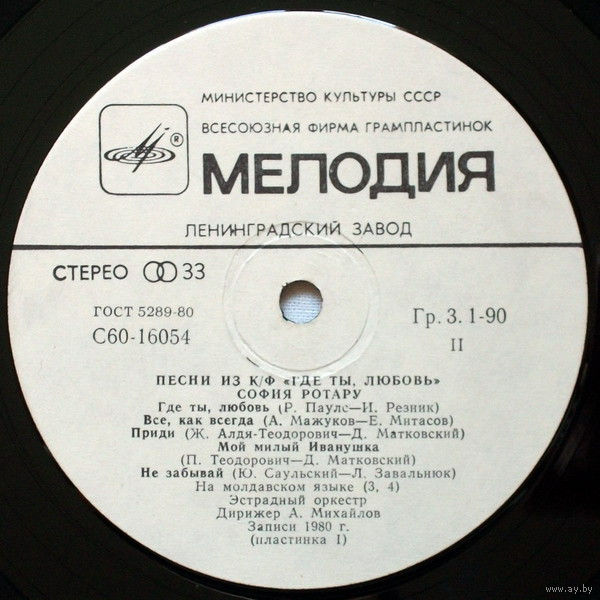 МИНИСТЕРСТВО КУЛЬТУРЫ СССР
ВСЕСОЮЗНАЯ ФИРМА ГРАМПЛАСТИНОК
®
МЕЛОДИЯ
ЛЕНИНГРАДСКИЙ ЗАВОД
СТЕРЕО 33
ГОСТ 5289-80
С60-16054
Гр. 3. 1-90
II
ПЕСНИ ИЗ К/Ф «ГДЕ ТЫ, ЛЮБОВЬ»
СОФИЯ РОТАРУ
Где ты, любовь (Р. Паулс—И. Резник)
Все, как всегда (А. Мажуков—Е. Митасов)
Приди (Ж. Алдя-Теодорович—Д. Матковский)
Мой милый Иванушка
(П. Теодорович—Д. Матковский)
Не забывай (Ю. Саульский—Л. Завальнюк)
На молдавском языке (3, 4)
Эстрадный оркестр
Дирижер А. Михайлов
Записи 1980 г.
(пластинка I)
www.ay.by